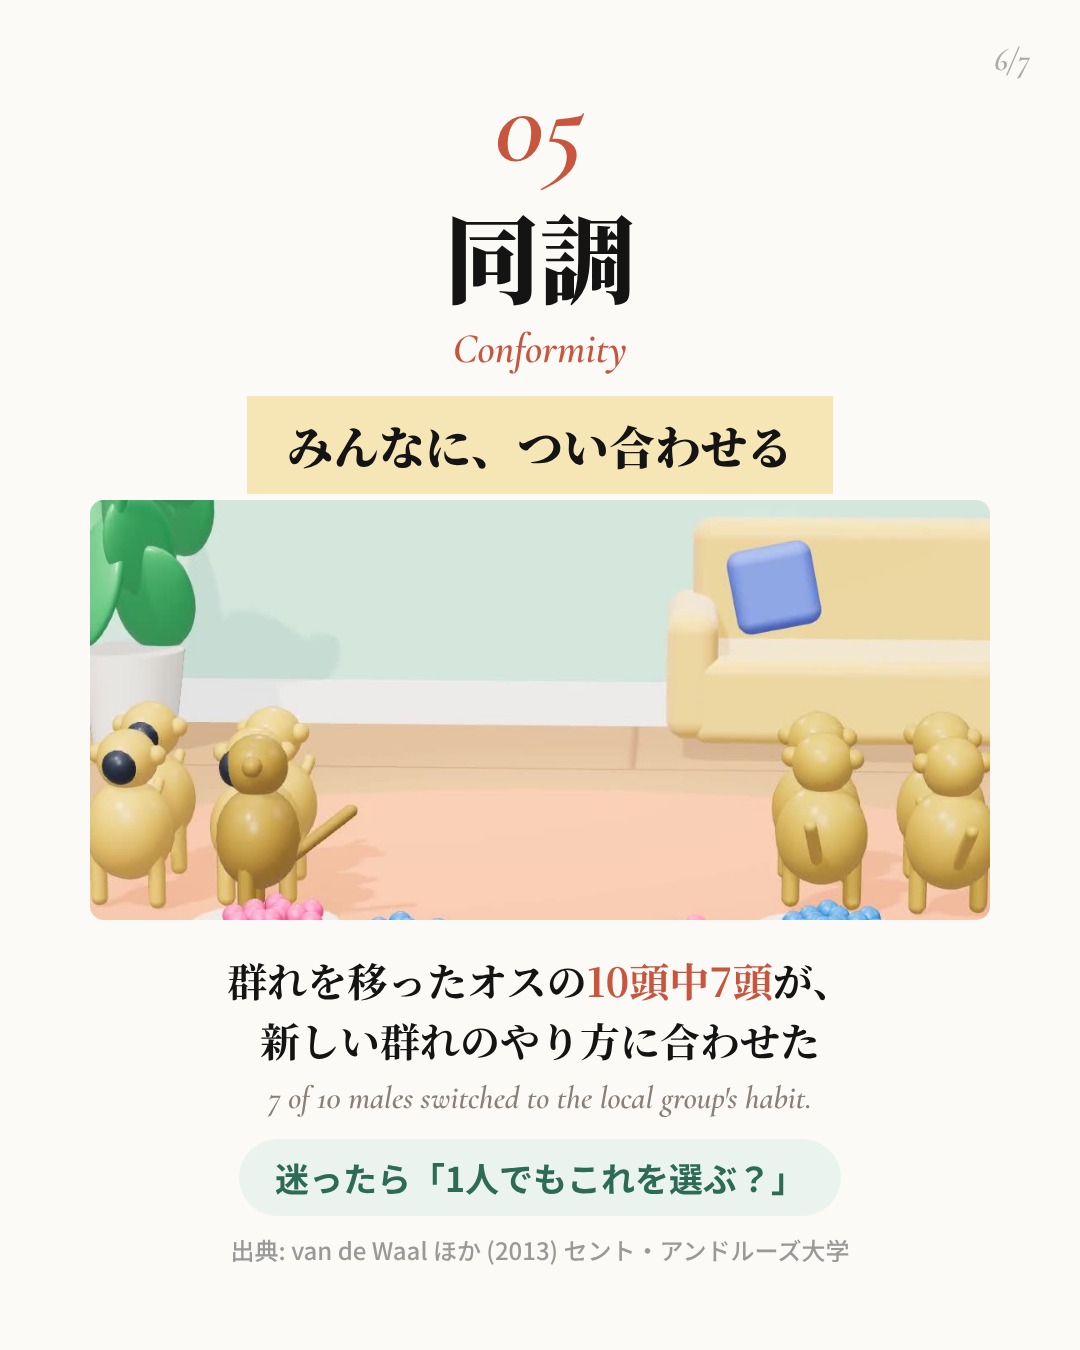 6/7
05
同調
Conformity
みんなに、つい合わせる
群れを移ったオスの10頭中7頭が、
新しい群れのやり方に合わせた
7 of 10 males switched to the local group's habit.
迷ったら「1人でもこれを選ぶ？」
出典: van de Waal ほか (2013) セント・アンドルーズ大学